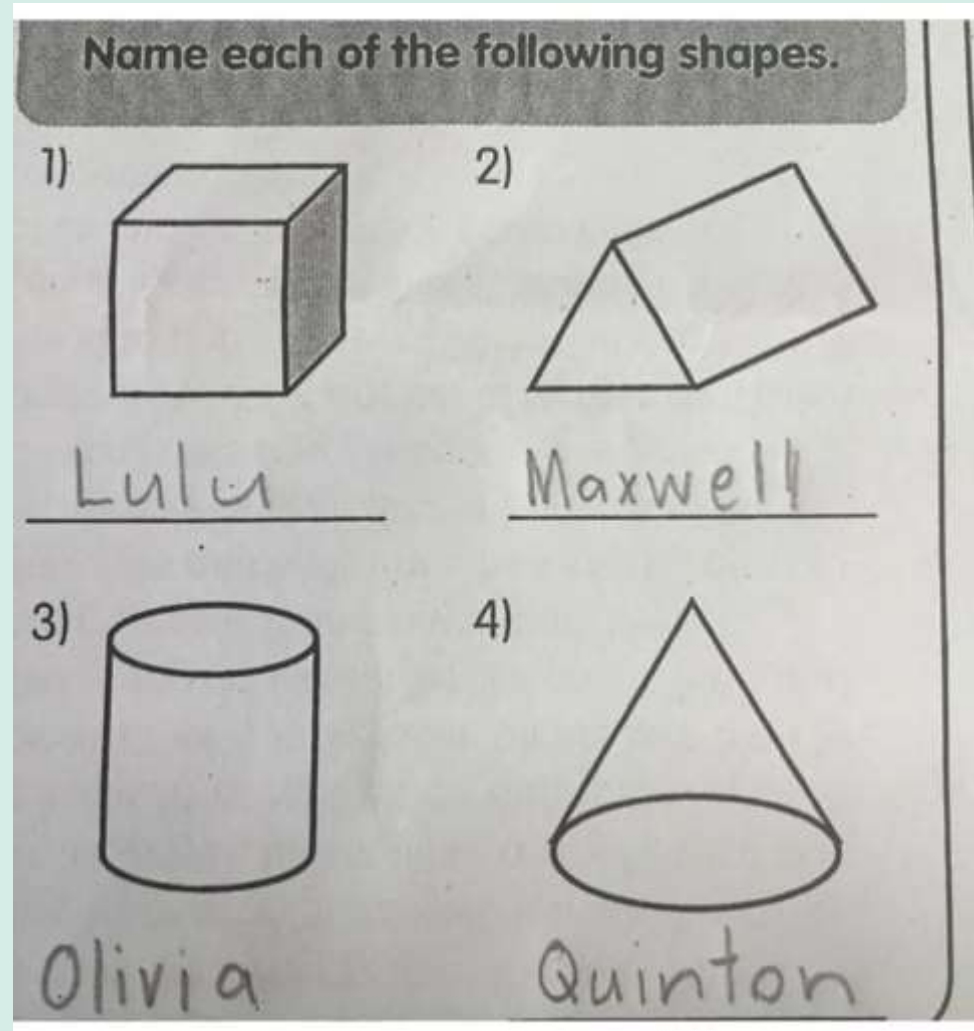 Name each of the following shapes.
1)
2)
Lulu
Maxwell
3)
4)
Olivia
Quinton